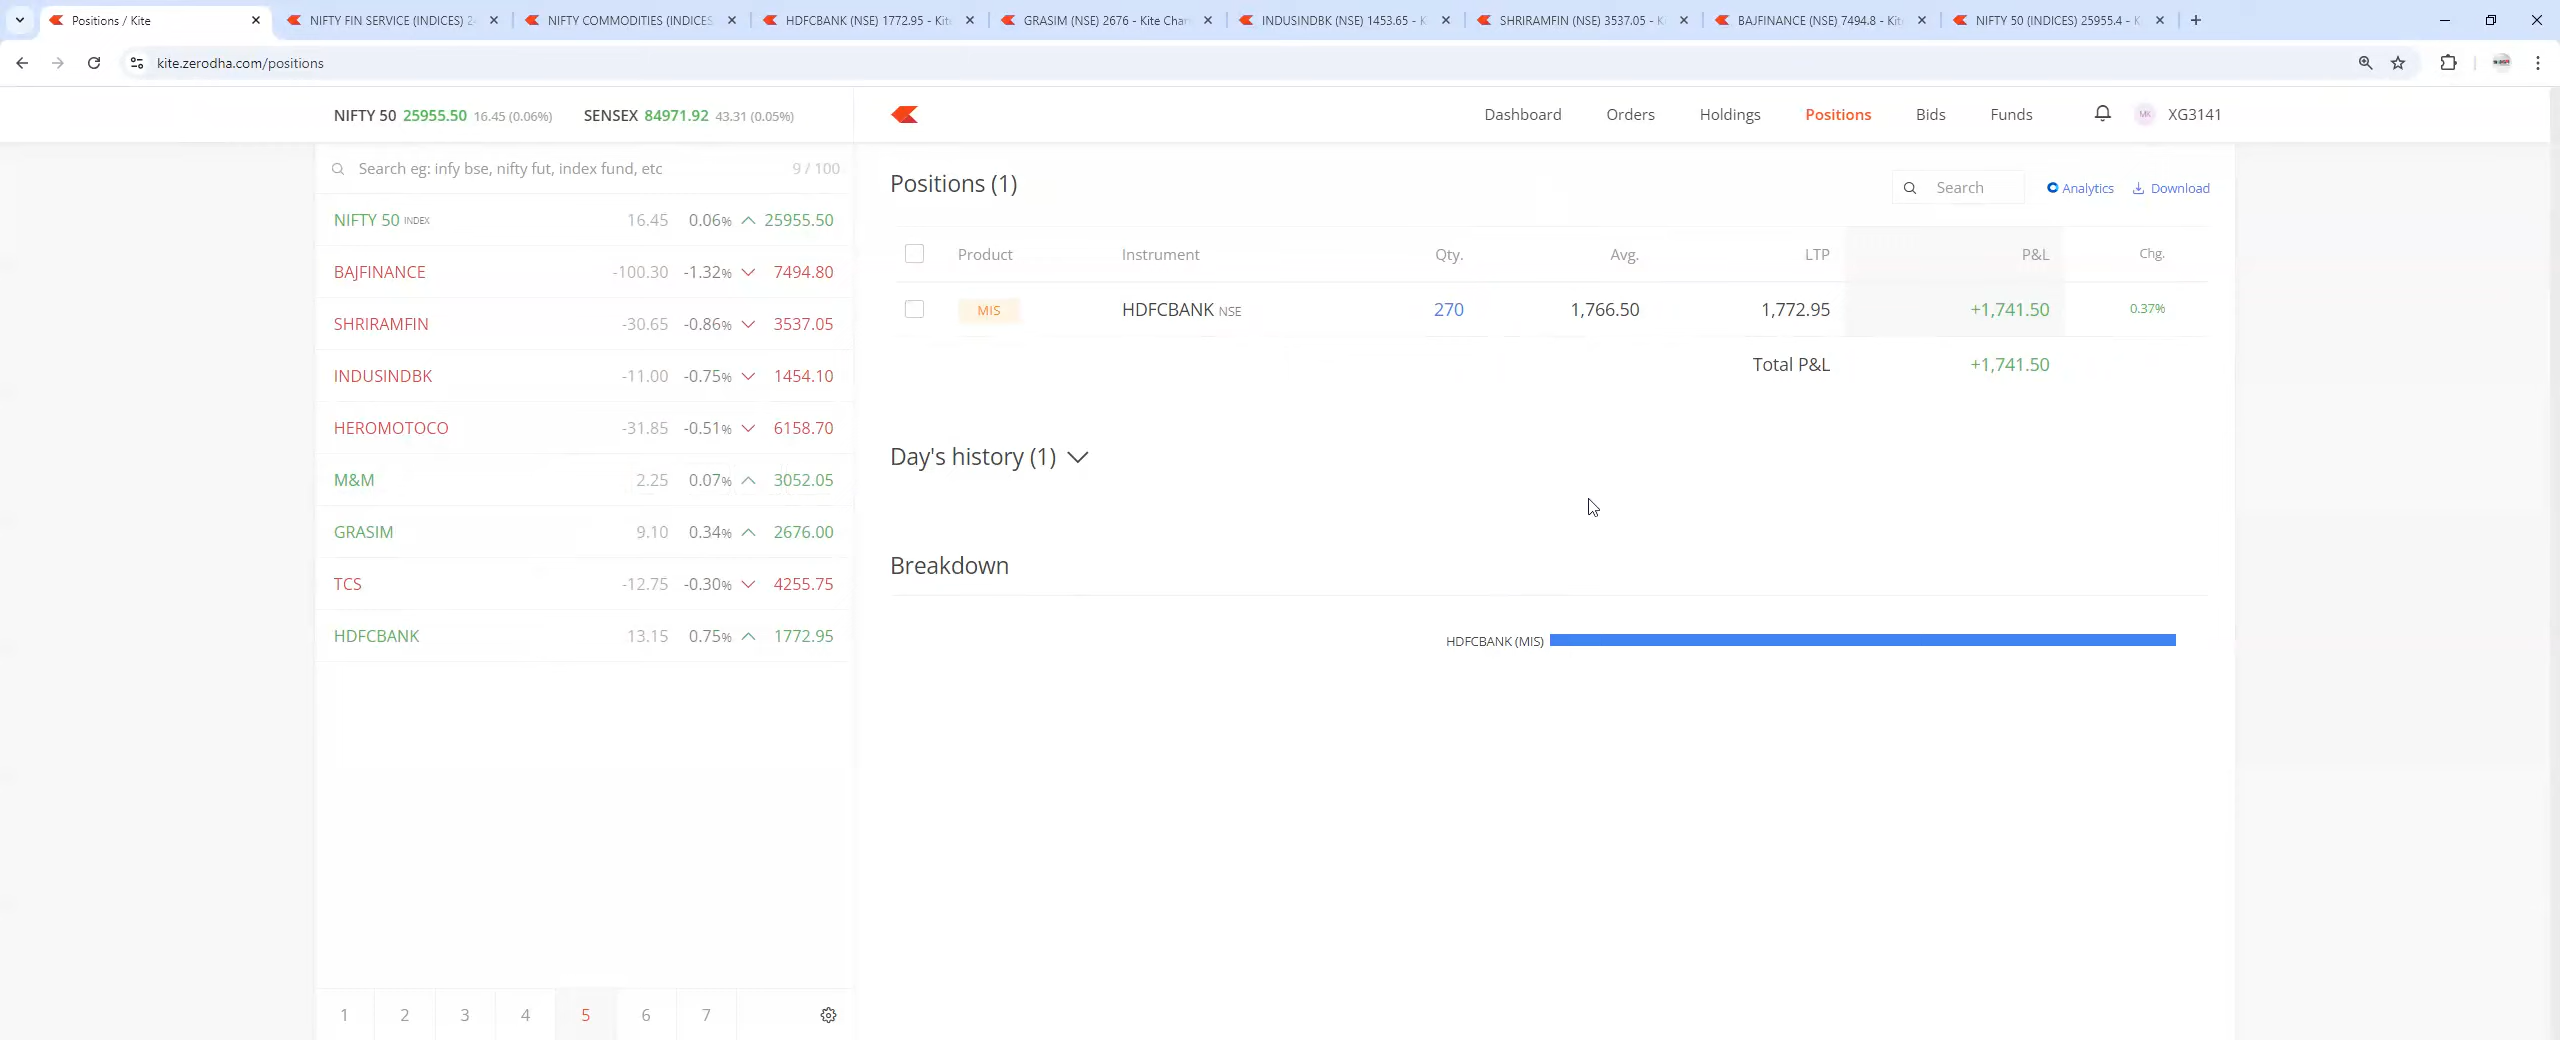 Positions / Kite
NIFTY FIN SERVICE (INDICES) 2
NIFTY COMMODITIES (INDICES
HDFCBANK (NSE) 1772.95 - Kit
GRASIM (NSE) 2676 - Kite Char
INDUSINDBK (NSE) 1453.65 - K
SHRIRAMFIN (NSE) 3537.05 - K
BAJFINANCE (NSE) 7494.8 - Kit
NIFTY 50 (INDICES) 25955.4 - K
kite.zerodha.com/positions
NIFTY 50 25955.50 16.45 (0.06%) SENSEX 84971.92 43.31 (0.05%)
Dashboard Orders Holdings Positions Bids Funds MK XG3141
Search eg: infy bse, nifty fut, index fund, etc 9 / 100
NIFTY 50 INDEX 16.45 0.06% 25955.50
BAJFINANCE -100.30 -1.32% 7494.80
SHRIRAMFIN -30.65 -0.86% 3537.05
INDUSINDBK -11.00 -0.75% 1454.10
HEROMOTOCO -31.85 -0.51% 6158.70
M&M 2.25 0.07% 3052.05
GRASIM 9.10 0.34% 2676.00
TCS -12.75 -0.30% 4255.75
HDFCBANK 13.15 0.75% 1772.95
1 2 3 4 5 6 7
Positions (1)
Search Analytics Download
Product Instrument Qty. Avg. LTP P&L Chg.
MIS HDFCBANK NSE 270 1,766.50 1,772.95 +1,741.50 0.37%
Total P&L +1,741.50
Day's history (1)
Breakdown
HDFCBANK (MIS)